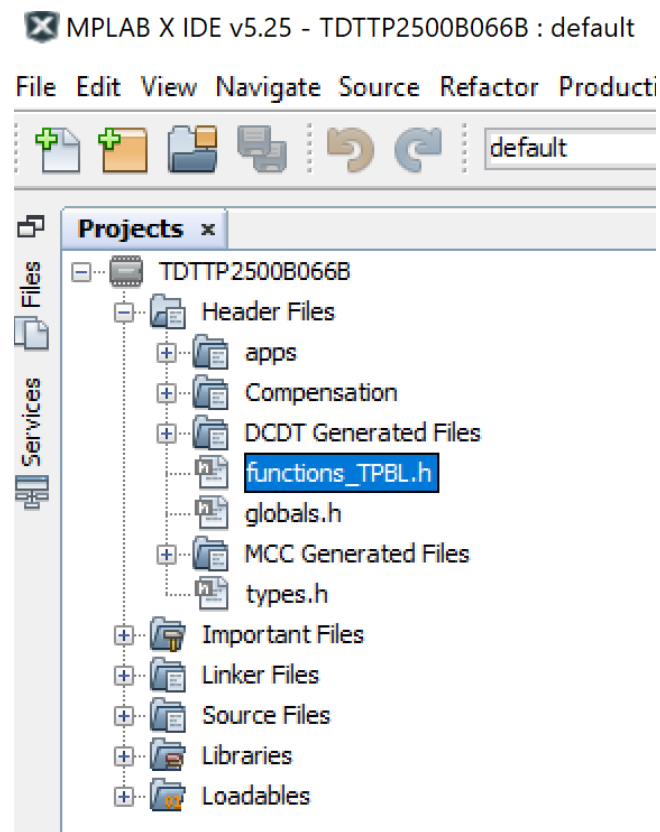 MPLAB X IDE v5.25 - TDTTP2500B066B : default
File Edit View Navigate Source Refactor Producti
default
Projects ×
Files
Services
TDTTP2500B066B
Header Files
apps
Compensation
DCDT Generated Files
functions_TPBL.h
globals.h
MCC Generated Files
types.h
Important Files
Linker Files
Source Files
Libraries
Loadables